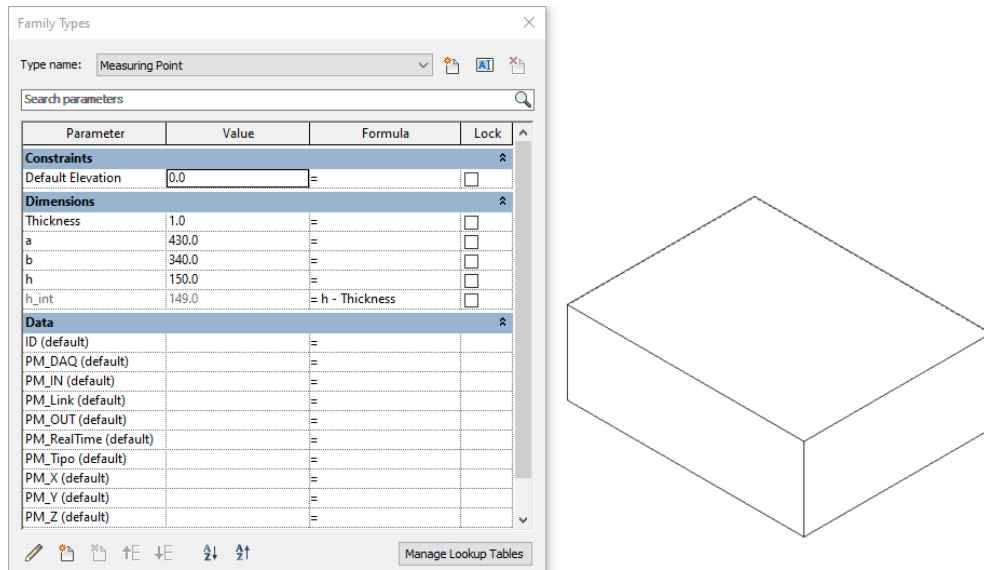 Family Types
Type name: Measuring Point
Search parameters
Parameter Value Formula Lock
Constraints
Default Elevation 0.0 =
Dimensions
Thickness 1.0 =
a 430.0 =
b 340.0 =
h 150.0 =
h_int 149.0 = h - Thickness
Data
ID (default) =
PM_DAQ (default) =
PM_IN (default) =
PM_Link (default) =
PM_OUT (default) =
PM_RealTime (default) =
PM_Tipo (default) =
PM_X (default) =
PM_Y (default) =
PM_Z (default) =
Manage Lookup Tables